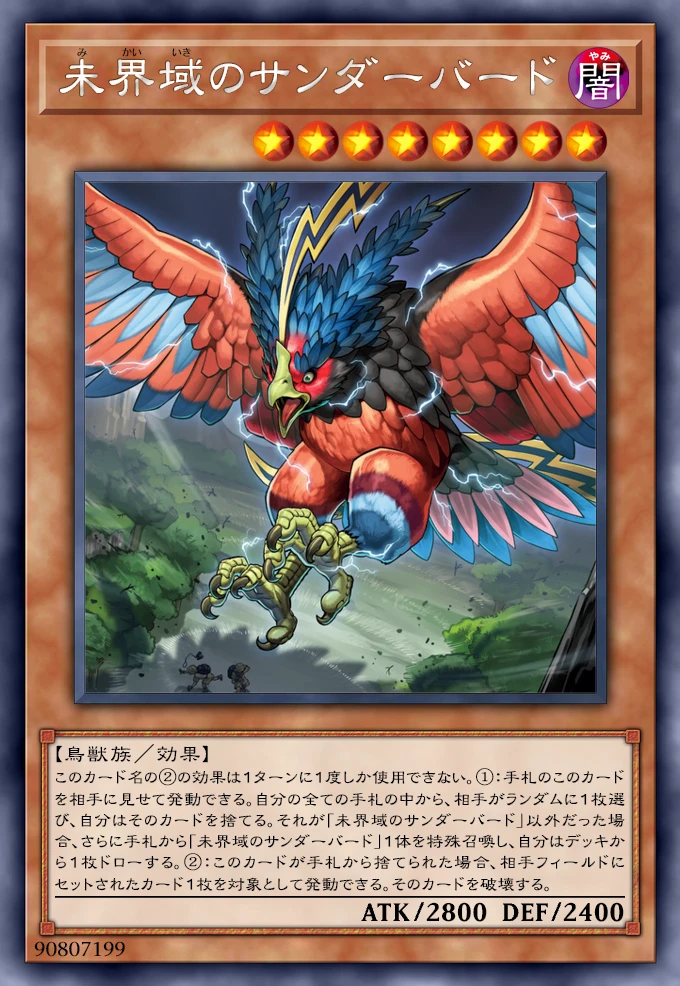 未界域のサンダーバード
み かい いき
闇
やみ
【鳥獣族／効果】
このカード名の②の効果は1ターンに1度しか使用できない。①：手札のこのカード
を相手に見せて発動できる。自分の全ての手札の中から、相手がランダムに1枚選
び、自分はそのカードを捨てる。それが「未界域のサンダーバード」以外だった場
合、さらに手札から「未界域のサンダーバード」1体を特殊召喚し、自分はデッキか
ら1枚ドローする。②：このカードが手札から捨てられた場合、相手フィールドに
セットされたカード1枚を対象として発動できる。そのカードを破壊する。
ATK/2800 DEF/2400
90807199